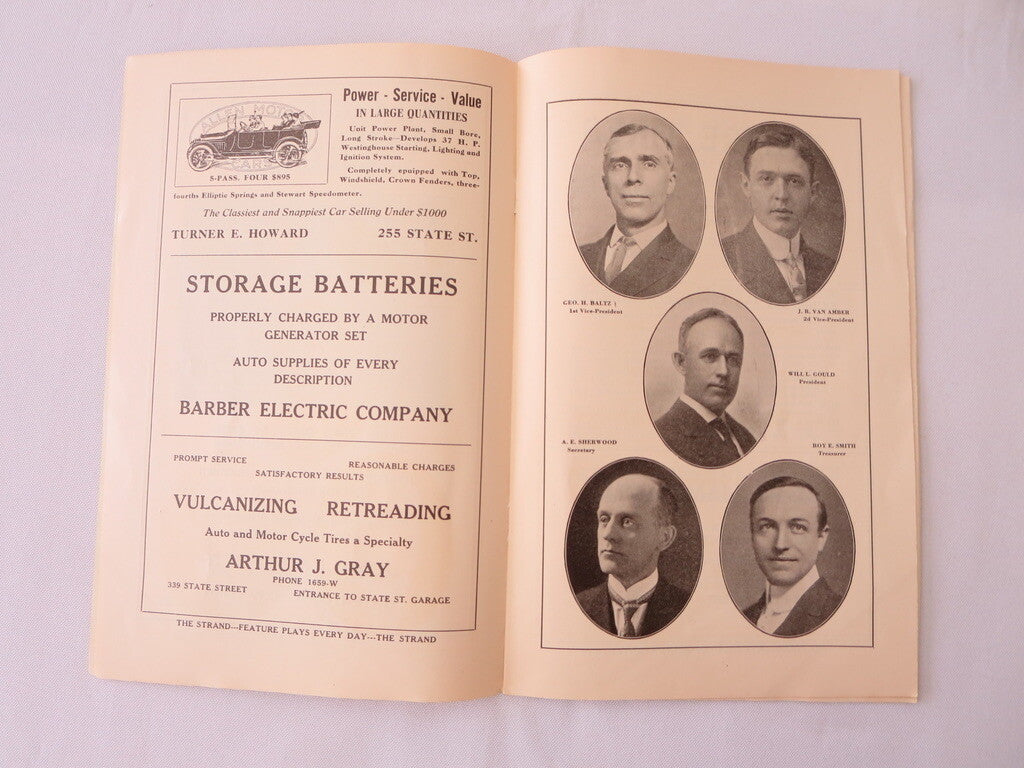 ALLEN MOTOR
CARS
5-PASS. FOUR $895
Power - Service - Value
IN LARGE QUANTITIES
Unit Power Plant, Small Bore,
Long Stroke—Develops 37 H. P.
Westinghouse Starting, Lighting and
Ignition System.
Completely equipped with Top,
Windshield, Crown Fenders, three-
fourths Elliptic Springs and Stewart Speedometer.
The Classiest and Snappiest Car Selling Under $1000
TURNER E. HOWARD 255 STATE ST.
STORAGE BATTERIES
PROPERLY CHARGED BY A MOTOR
GENERATOR SET
AUTO SUPPLIES OF EVERY
DESCRIPTION
BARBER ELECTRIC COMPANY
PROMPT SERVICE REASONABLE CHARGES
SATISFACTORY RESULTS
VULCANIZING RETREADING
Auto and Motor Cycle Tires a Specialty
ARTHUR J. GRAY
PHONE 1659-W
339 STATE STREET ENTRANCE TO STATE ST. GARAGE
THE STRAND---FEATURE PLAYS EVERY DAY---THE STRAND
GEO. H. BALTZ
1st Vice-President
J. R. VAN AMBER
2d Vice-President
WILL L. GOULD
President
A. E. SHERWOOD
Secretary
ROY E. SMITH
Treasurer